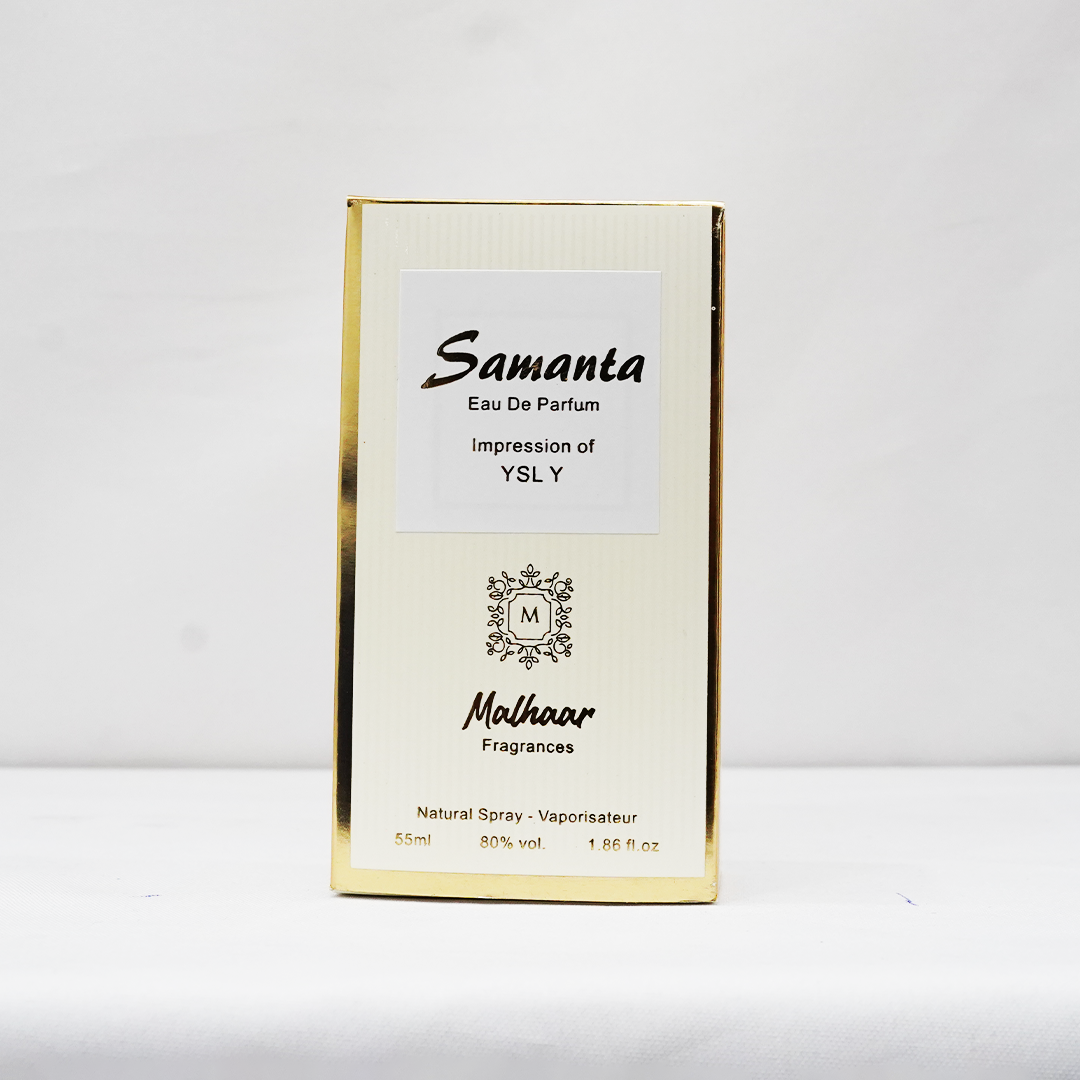 Samanta
Eau De Parfum
Impression of
YSL Y
M
Malhaar
Fragrances
Natural Spray - Vaporisateur
55ml 80% vol. 1.86 fl.oz